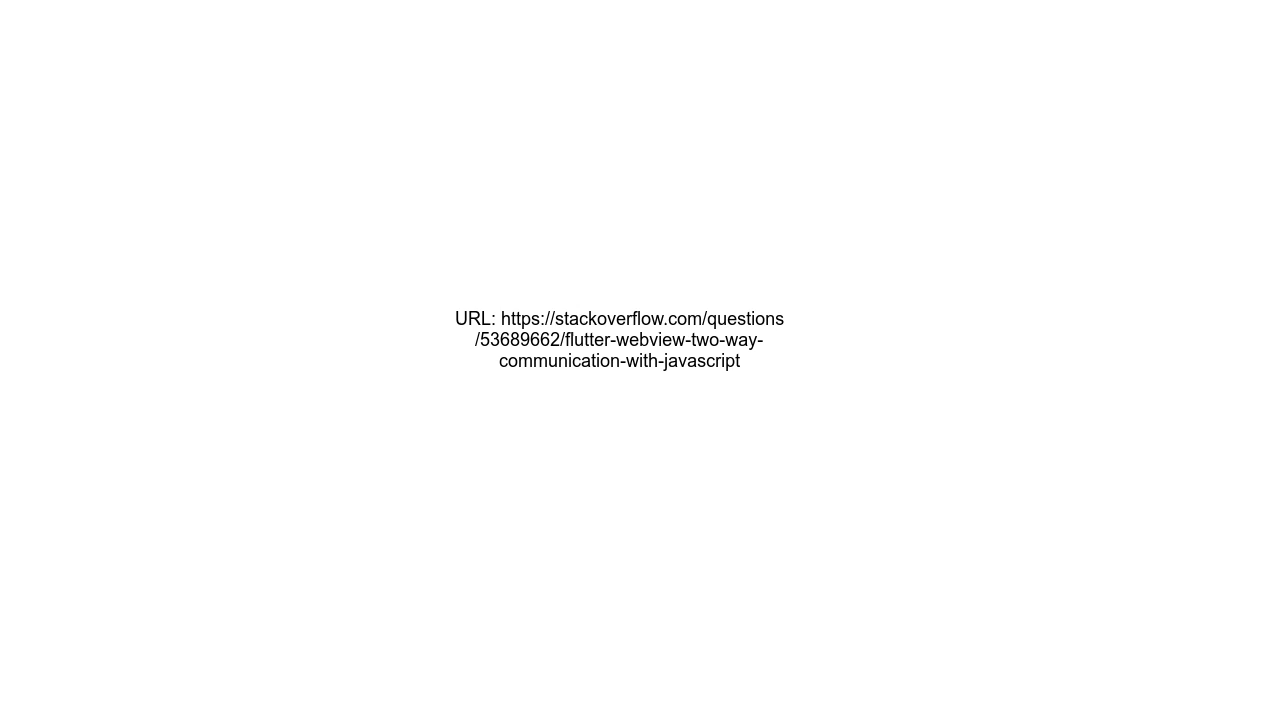 URL: https://stackoverflow.com/questions
/53689662/flutter-webview-two-way-
communication-with-javascript